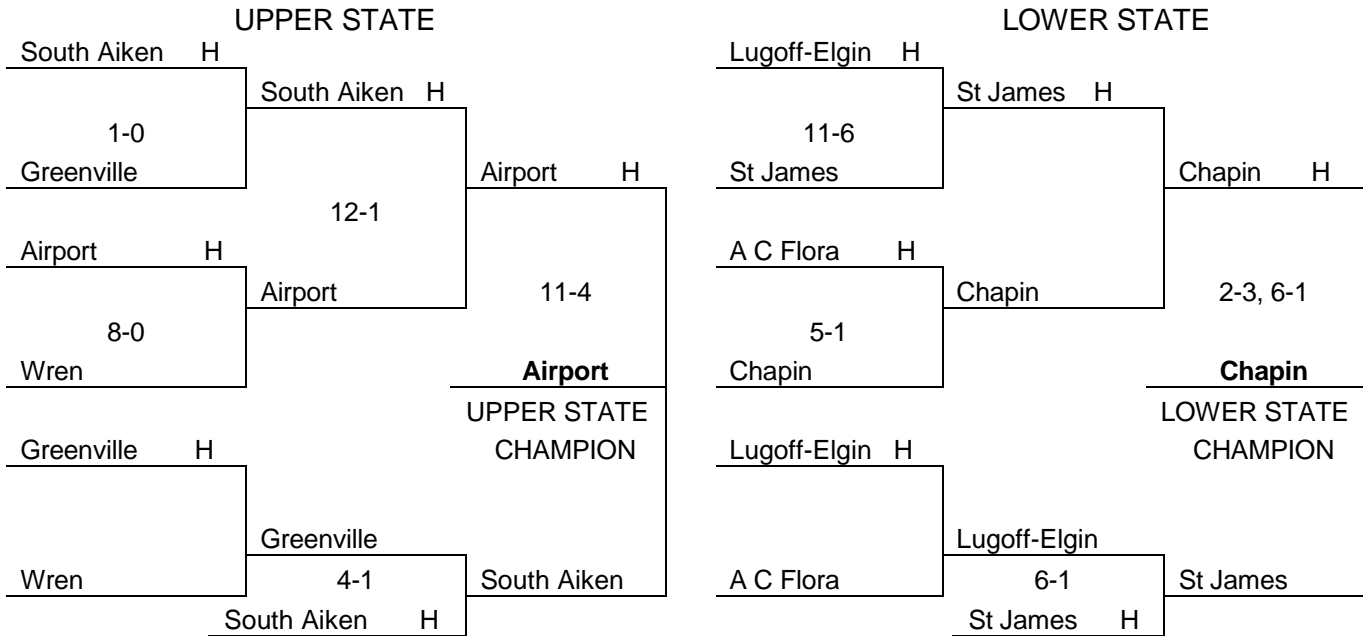 UPPER STATE LOWER STATE
South Aiken H Lugoff-Elgin H
South Aiken H St James H
1-0 11-6
Greenville Airport H St James Chapin H
12-1
Airport H A C Flora H
Airport 11-4 Chapin 2-3, 6-1
8-0 5-1
Wren Airport Chapin Chapin
UPPER STATE LOWER STATE
Greenville H CHAMPION Lugoff-Elgin H CHAMPION
Greenville Lugoff-Elgin
Wren 4-1 South Aiken A C Flora 6-1 St James
South Aiken H St James H